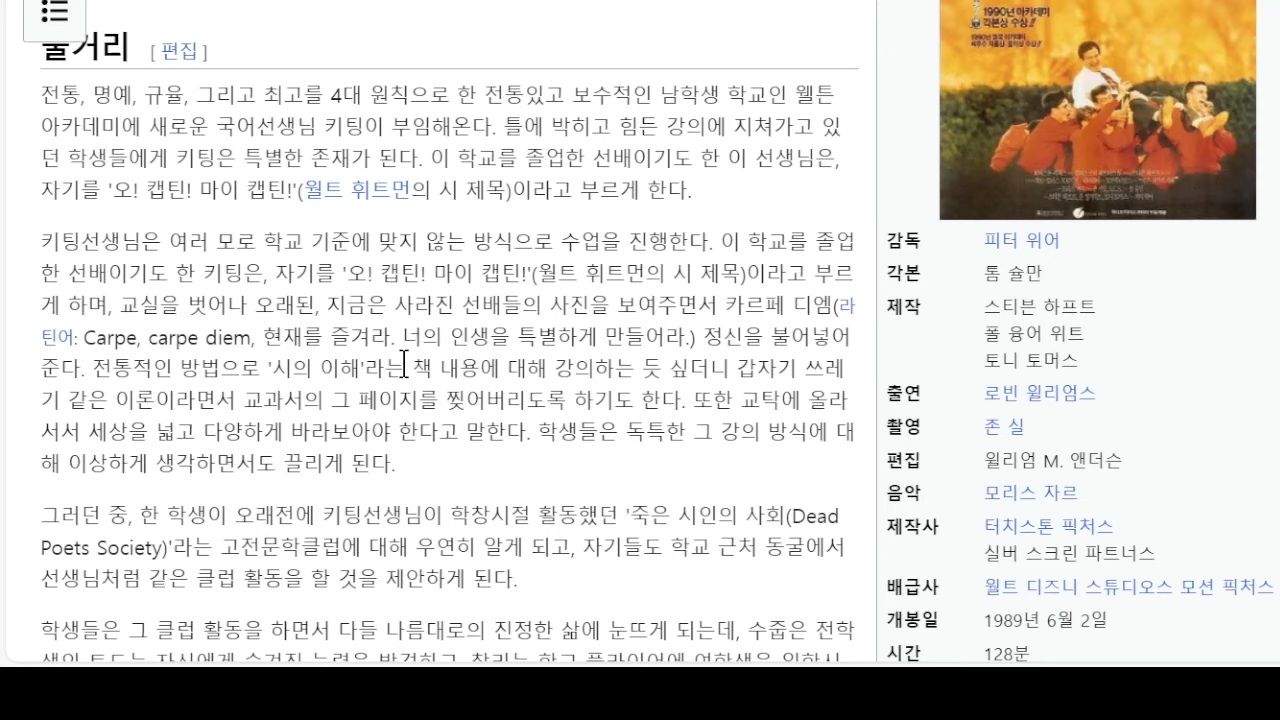 줄거리 [편집]
전통, 명예, 규율, 그리고 최고를 4대 원칙으로 한 전통있고 보수적인 남학생 학교인 웰튼
아카데미에 새로운 국어선생님 키팅이 부임해온다. 틀에 박히고 힘든 강의에 지쳐가고 있
던 학생들에게 키팅은 특별한 존재가 된다. 이 학교를 졸업한 선배이기도 한 이 선생님은,
자기를 '오! 캡틴! 마이 캡틴!'(월트 휘트먼의 시 제목)이라고 부르게 한다.
키팅선생님은 여러 모로 학교 기준에 맞지 않는 방식으로 수업을 진행한다. 이 학교를 졸업
한 선배이기도 한 키팅은, 자기를 '오! 캡틴! 마이 캡틴!'(월트 휘트먼의 시 제목)이라고 부르
게 하며, 교실을 벗어나 오래된, 지금은 사라진 선배들의 사진을 보여주면서 카르페 디엠(라
틴어: Carpe, carpe diem, 현재를 즐겨라. 너의 인생을 특별하게 만들어라.) 정신을 불어넣어
준다. 전통적인 방법으로 '시의 이해'라는 책 내용에 대해 강의하는 듯 싶더니 갑자기 쓰레
기 같은 이론이라면서 교과서의 그 페이지를 찢어버리도록 하기도 한다. 또한 교탁에 올라
서서 세상을 넓고 다양하게 바라보아야 한다고 말한다. 학생들은 독특한 그 강의 방식에 대
해 이상하게 생각하면서도 끌리게 된다.
그러던 중, 한 학생이 오래전에 키팅선생님이 학창시절 활동했던 '죽은 시인의 사회(Dead
Poets Society)'라는 고전문학클럽에 대해 우연히 알게 되고, 자기들도 학교 근처 동굴에서
선생님처럼 같은 클럽 활동을 할 것을 제안하게 된다.
학생들은 그 클럽 활동을 하면서 다들 나름대로의 진정한 삶에 눈뜨게 되는데, 수줍은 전학
1990년 아카데미
각본상 수상!!
감독 피터 위어
각본 톰 슐만
제작 스티븐 하프트
폴 융어 위트
토니 토머스
출연 로빈 윌리엄스
촬영 존 실
편집 윌리엄 M. 앤더슨
음악 모리스 자르
제작사 터치스톤 픽처스
실버 스크린 파트너스
배급사 월트 디즈니 스튜디오스 모션 픽처스
개봉일 1989년 6월 2일
시간 128분